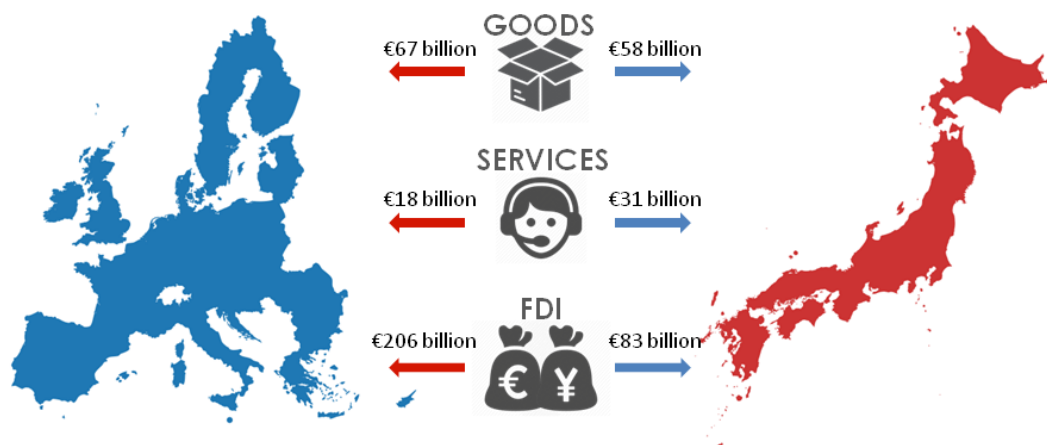 GOODS
€67 billion
€58 billion
SERVICES
€18 billion
€31 billion
FDI
€206 billion
€83 billion
€ ¥